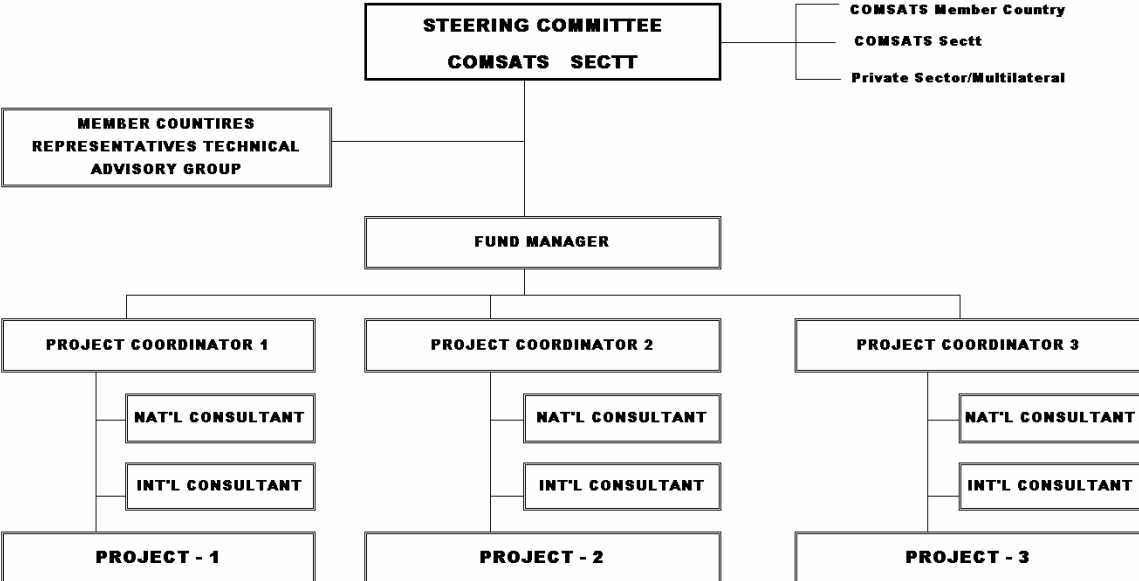 STEERING COMMITTEE
COMSATS SECTT
COMSATS Member Country
COMSATS Sectt
Private Sector/Multilateral
MEMBER COUNTIRES
REPRESENTATIVES TECHNICAL
ADVISORY GROUP
FUND MANAGER
PROJECT COORDINATOR 1
PROJECT COORDINATOR 2
PROJECT COORDINATOR 3
NAT'L CONSULTANT
NAT'L CONSULTANT
NAT'L CONSULTANT
INT'L CONSULTANT
INT'L CONSULTANT
INT'L CONSULTANT
PROJECT - 1
PROJECT - 2
PROJECT - 3